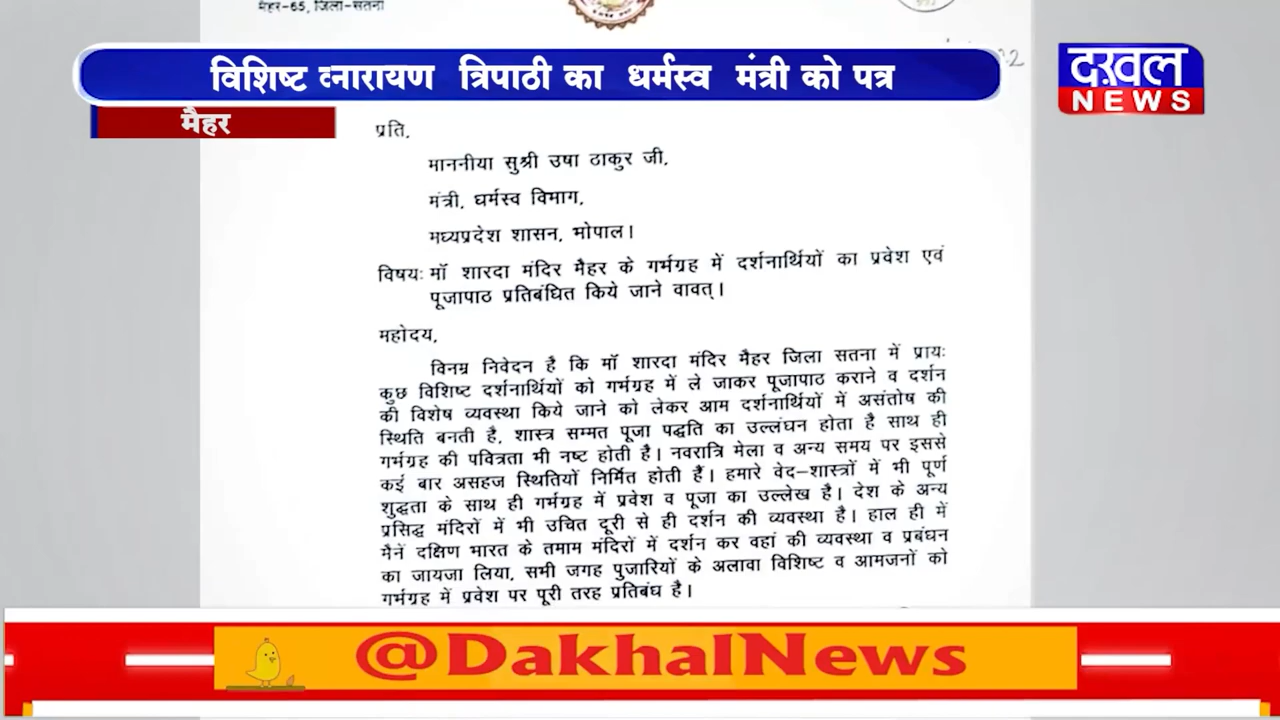 मैहर-65, जिला-सतना
विशिष्ट व्नारायण त्रिपाठी का धर्मस्व मंत्री को पत्र
दख़ल
NEWS
मैहर
प्रति,
माननीया सुश्री उषा ठाकुर जी,
मंत्री, धर्मस्व विभाग,
मध्यप्रदेश शासन, भोपाल।
विषयः माँ शारदा मंदिर मैहर के गर्भग्रह में दर्शनार्थियों का प्रवेश एवं
पूजापाठ प्रतिबंधित किये जाने वावत्।
महोदय,
विनम्र निवेदन है कि माँ शारदा मंदिर मैहर जिला सतना में प्रायः
कुछ विशिष्ट दर्शनार्थियों को गर्भग्रह में ले जाकर पूजापाठ कराने व दर्शन
की विशेष व्यवस्था किये जाने को लेकर आम दर्शनार्थियों में असंतोष की
स्थिति बनती है, शास्त्र सम्मत पूजा पद्धति का उल्लंघन होता है साथ ही
गर्भग्रह की पवित्रता भी नष्ट होती है। नवरात्रि मेला व अन्य समय पर इससे
कई बार असहज स्थितियों निर्मित होती हैं। हमारे वेद-शास्त्रों में भी पूर्ण
शुद्धता के साथ ही गर्भग्रह में प्रवेश व पूजा का उल्लेख है। देश के अन्य
प्रसिद्ध मंदिरों में भी उचित दूरी से ही दर्शन की व्यवस्था है। हाल ही में
मैनें दक्षिण भारत के तमाम मंदिरों में दर्शन कर वहां की व्यवस्था व प्रबंघन
का जायजा लिया, सभी जगह पुजारियों के अलावा विशिष्ट व आमजनों को
गर्भग्रह में प्रवेश पर पूरी तरह प्रतिबंध है।
@DakhalNews